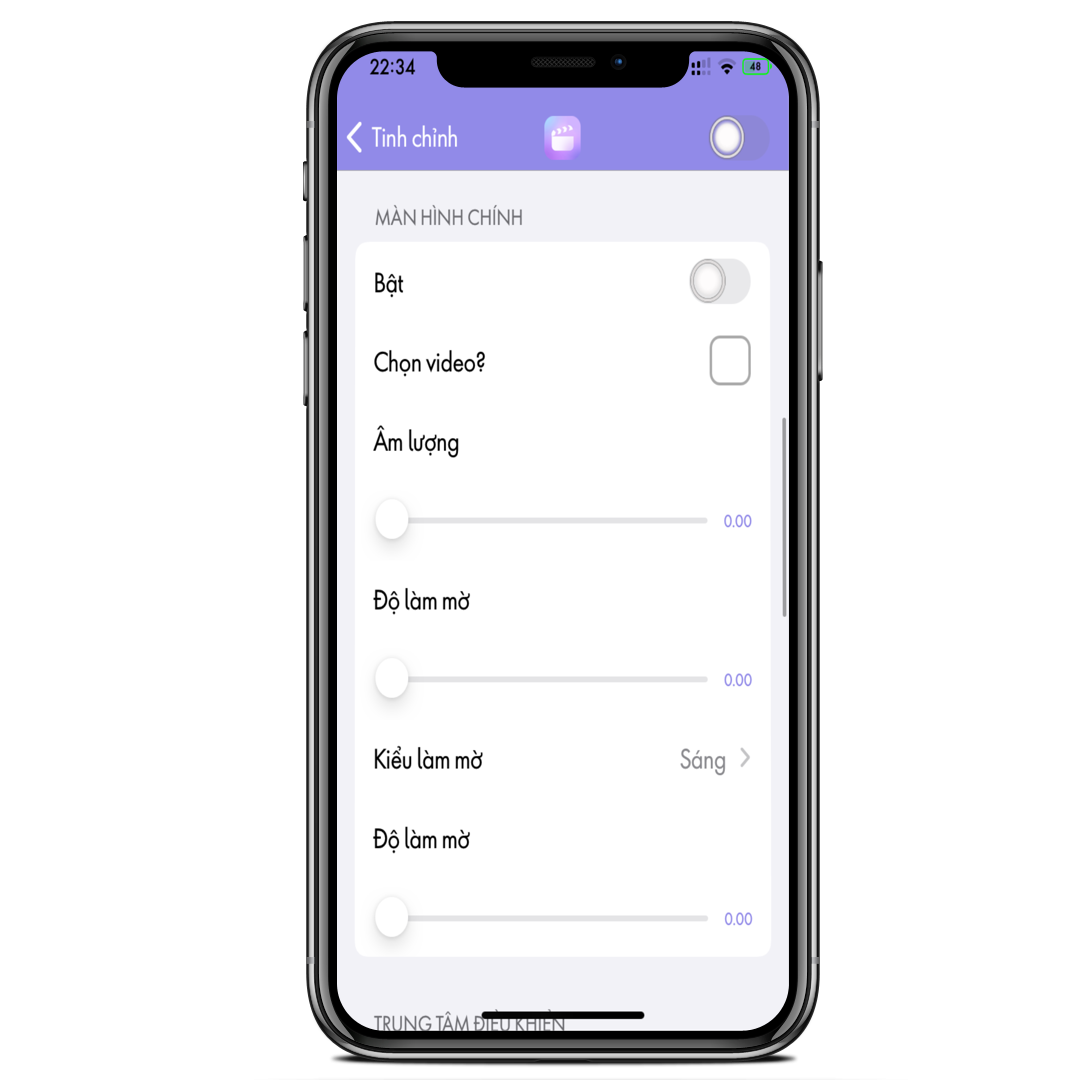 22:34
48
Tinh chỉnh
MÀN HÌNH CHÍNH
Bật
Chọn video?
Âm lượng
0.00
Độ làm mờ
0.00
Kiểu làm mờ Sáng
Độ làm mờ
0.00
TRUNG TÂM ĐIỀU KHIỂN